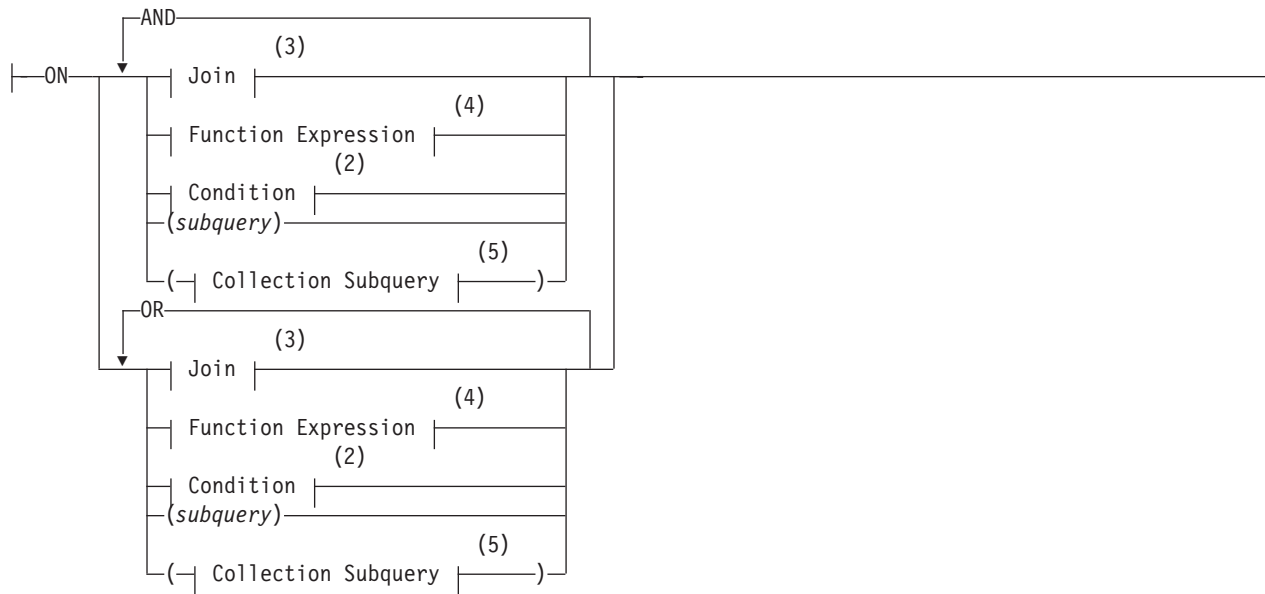 AND
(3)
ON Join
(4)
Function Expression
(2)
Condition
(subquery)
(5)
( Collection Subquery )
OR
(3)
Join
(4)
Function Expression
(2)
Condition
(subquery)
(5)
( Collection Subquery )